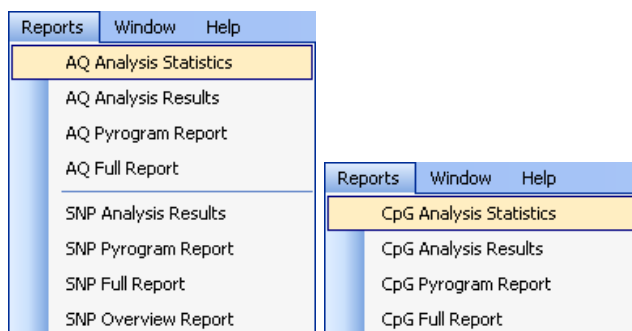 Reports Window Help
AQ Analysis Statistics
AQ Analysis Results
AQ Pyrogram Report
AQ Full Report
SNP Analysis Results
SNP Pyrogram Report
SNP Full Report
SNP Overview Report
Reports Window Help
CpG Analysis Statistics
CpG Analysis Results
CpG Pyrogram Report
CpG Full Report